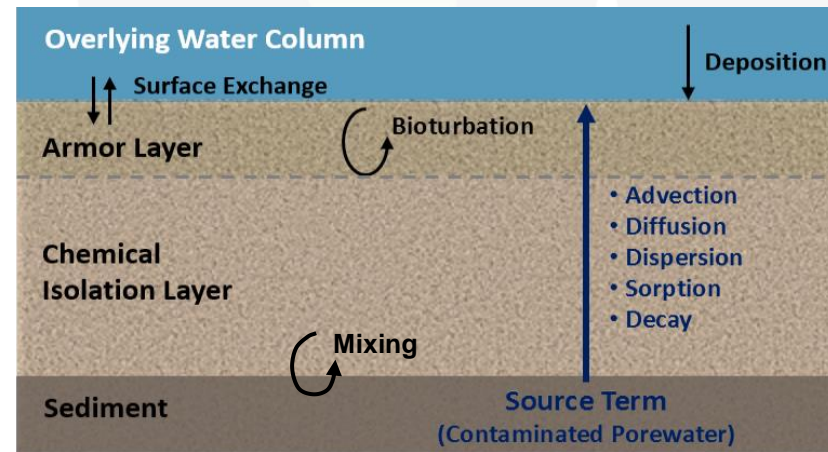 Overlying Water Column
Deposition
Surface Exchange
Bioturbation
Armor Layer
• Advection
• Diffusion
• Dispersion
• Sorption
• Decay
Chemical
Isolation Layer
Mixing
Sediment
Source Term
(Contaminated Porewater)